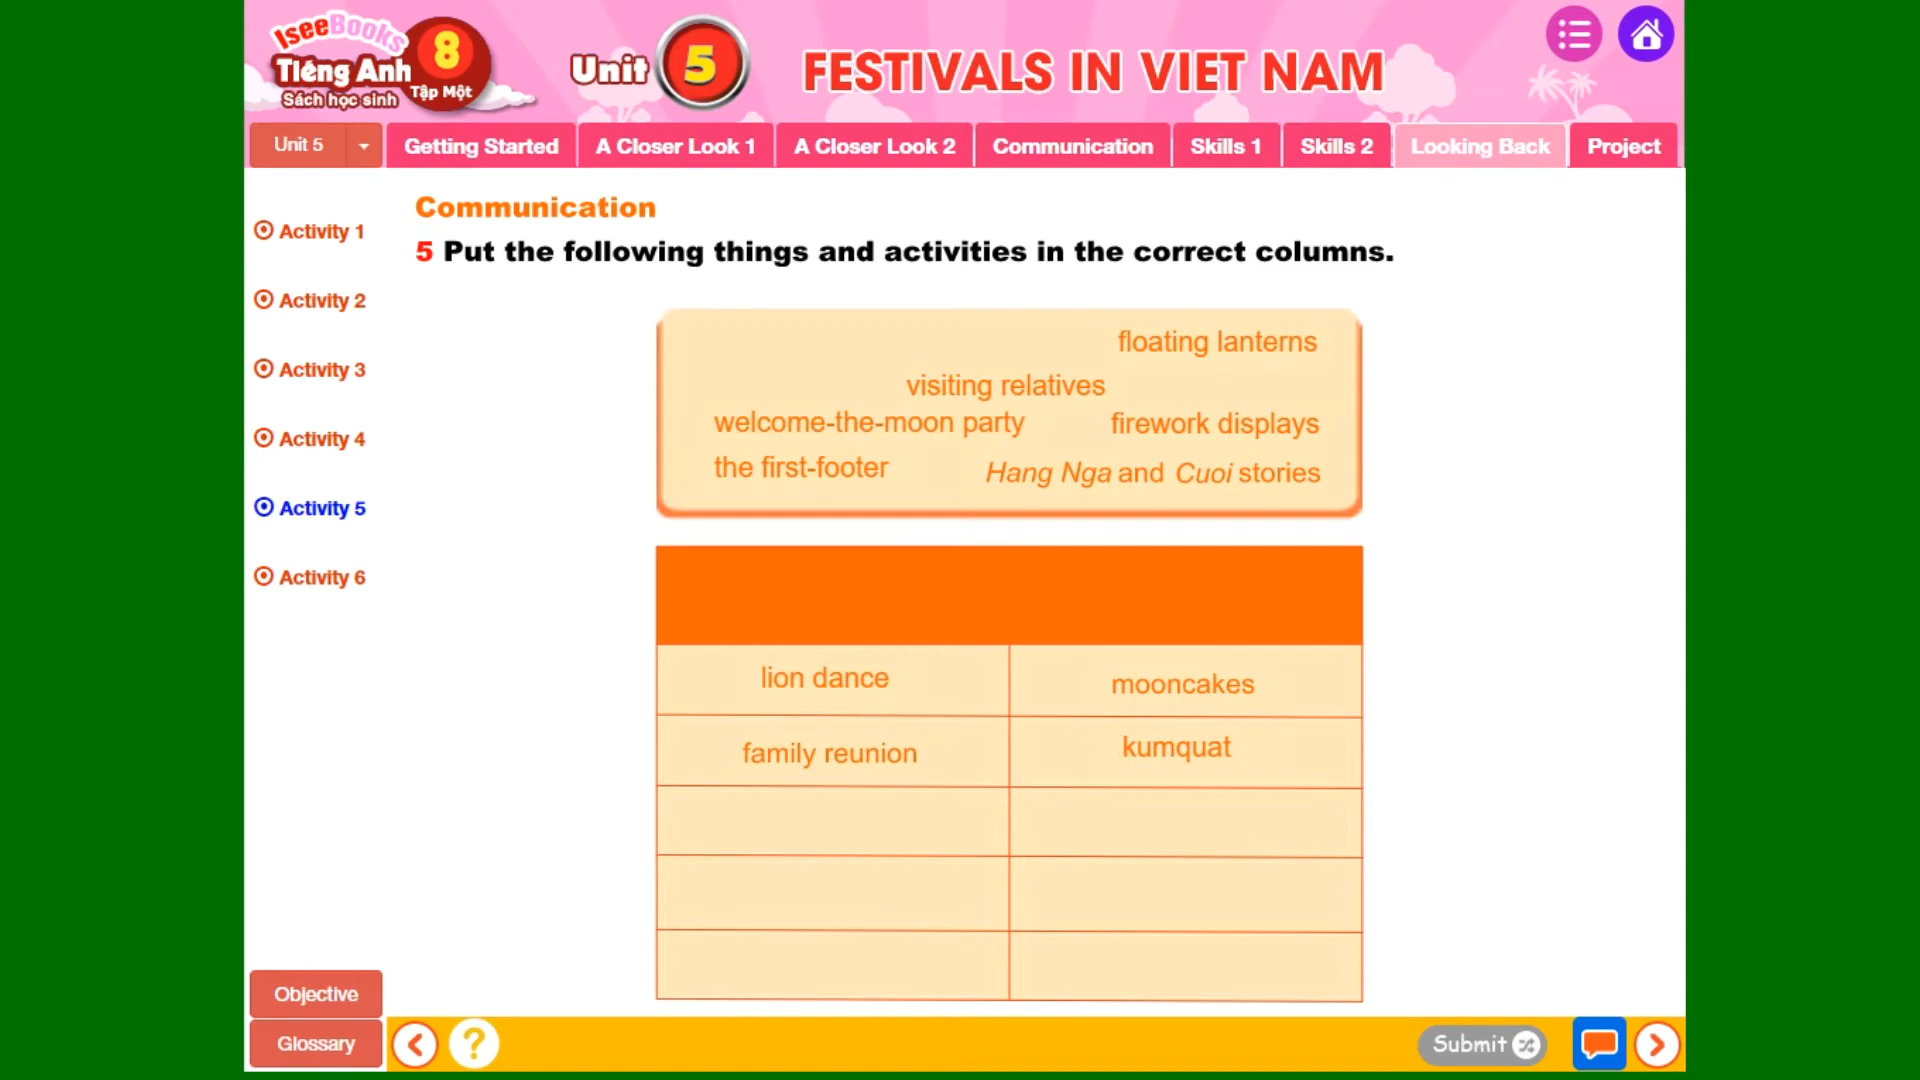 IseeBooks
Tiếng Anh 8
Sách học sinh Tập Một
Unit 5
FESTIVALS IN VIET NAM
Unit 5
Getting Started
A Closer Look 1
A Closer Look 2
Communication
Skills 1
Skills 2
Looking Back
Project
Activity 1
Activity 2
Activity 3
Activity 4
Activity 5
Activity 6
Communication
5 Put the following things and activities in the correct columns.
floating lanterns
visiting relatives
welcome-the-moon party
firework displays
the first-footer
Hang Nga and Cuoi stories
lion dance
mooncakes
family reunion
kumquat
Objective
Glossary
?
Submit